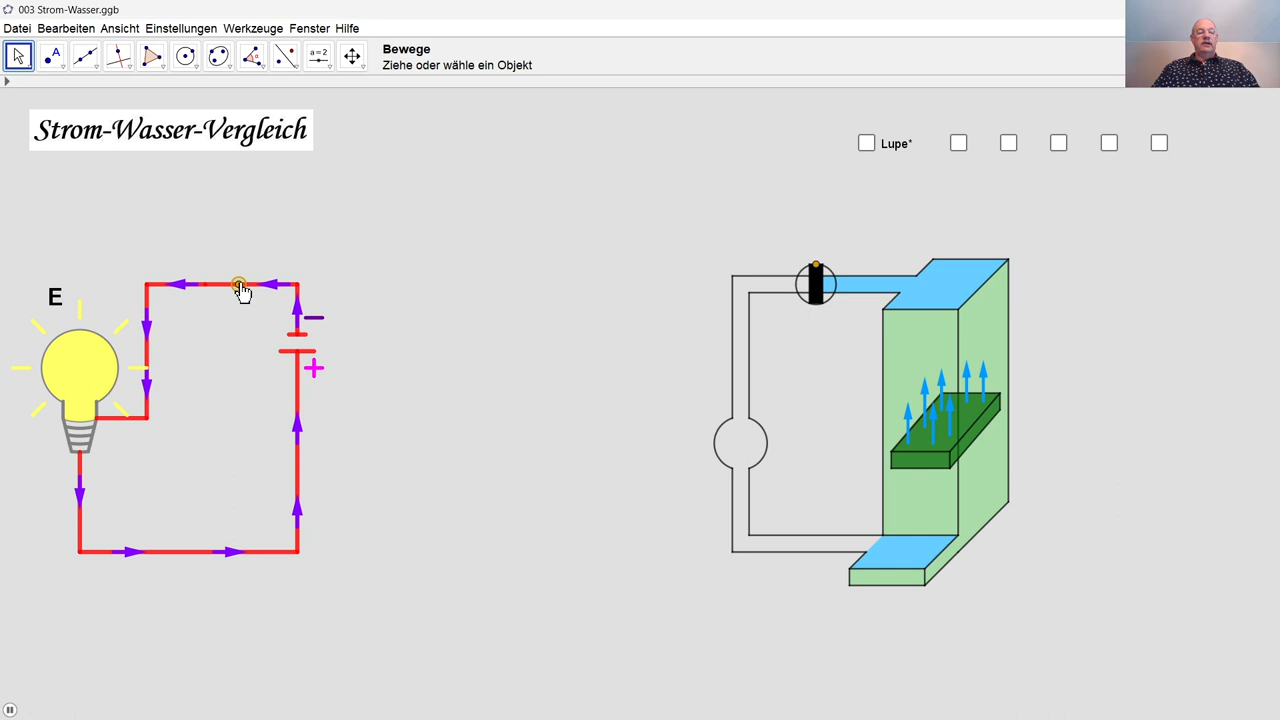 003 Strom-Wasser.ggb
Datei Bearbeiten Ansicht Einstellungen Werkzeuge Fenster Hilfe
A
a=2
Bewege
Ziehe oder wähle ein Objekt
Strom-Wasser-Vergleich
Lupe*
E
−
+